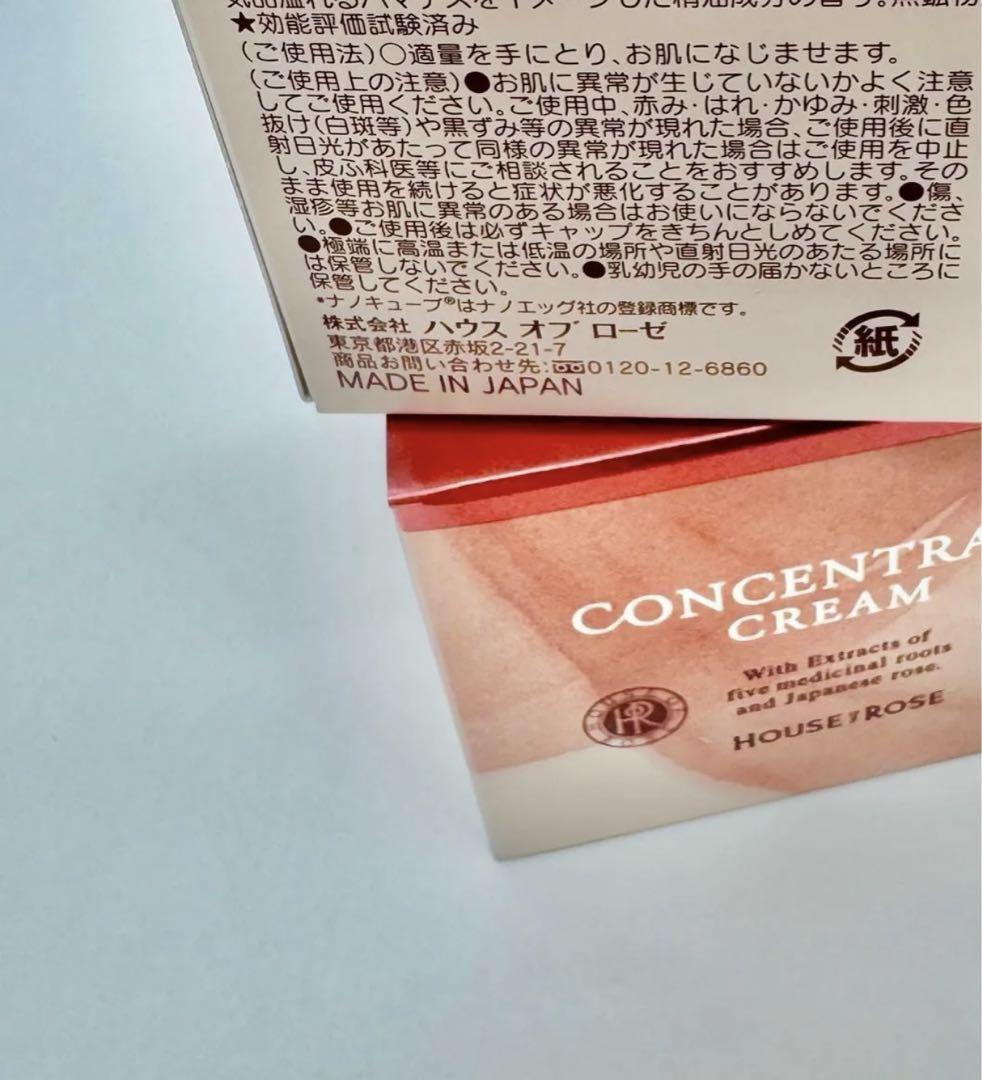 ★効能評価試験済み
(ご使用法)○適量を手にとり、お肌になじませます。
(ご使用上の注意)●お肌に異常が生じていないかよく注意
してご使用ください。ご使用中、赤み・はれ・かゆみ・刺激・色
抜け(白斑等)や黒ずみ等の異常が現れた場合、ご使用後に直
射日光があたって同様の異常が現れた場合はご使用を中止
し、皮ふ科医等にご相談されることをおすすめします。その
まま使用を続けると症状が悪化することがあります。●傷、
湿疹等お肌に異常のある場合はお使いにならないでくださ
い。●ご使用後は必ずキャップをきちんとしめてください。
●極端に高温または低温の場所や直射日光のあたる場所に
は保管しないでください。●乳幼児の手の届かないところに
保管してください。
*ナノキューブ®はナノエッグ社の登録商標です。
株式会社 ハウス オブ ローゼ
東京都港区赤坂2-21-7
商品お問い合わせ先:0120-12-6860
MADE IN JAPAN
紙
CONCENTRA
CREAM
With Extracts of
five medicinal roots
and Japanese rose.
HOUSE OF ROSE
HR